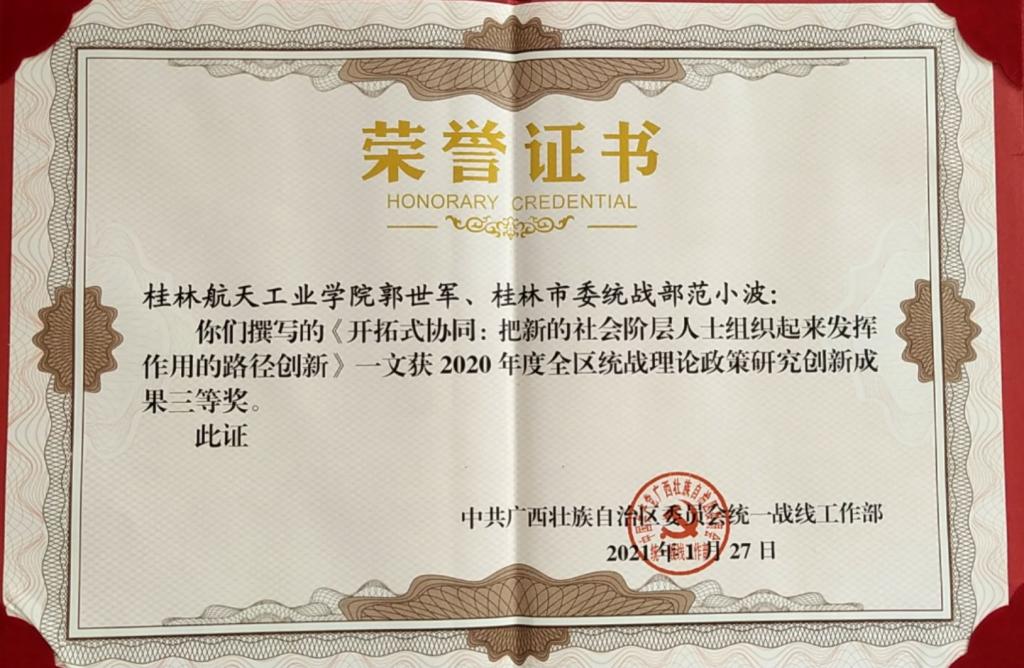 荣誉证书
HONORARY CREDENTIAL
桂林航天工业学院郭世军、桂林市委统战部范小波：
你们撰写的《开拓式协同：把新的社会阶层人士组织起来发挥
作用的路径创新》一文获 2020 年度全区统战理论政策研究创新成
果三等奖。
此证
中共广西壮族自治区委员会统一战线工作部
2021年1月27日